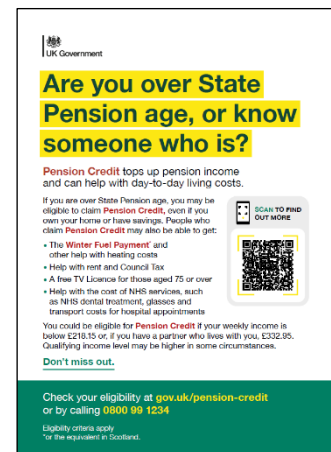 UK Government
Are you over State
Pension age, or know
someone who is?
Pension Credit tops up pension income
and can help with day-to-day living costs.
If you are over State Pension age, you may be
eligible to claim Pension Credit, even if you
own your home or have savings. People who
claim Pension Credit may also be able to get:
• The Winter Fuel Payment* and
other help with heating costs
• Help with rent and Council Tax
• A free TV Licence for those aged 75 or over
• Help with the cost of NHS services, such
as NHS dental treatment, glasses and
transport costs for hospital appointments
SCAN TO FIND
OUT MORE
You could be eligible for Pension Credit if your weekly income is
below £218.15 or, if you have a partner who lives with you, £332.95.
Qualifying income level may be higher in some circumstances.
Don't miss out.
Check your eligibility at gov.uk/pension-credit
or by calling 0800 99 1234
Eligibility criteria apply
*or the equivalent in Scotland.